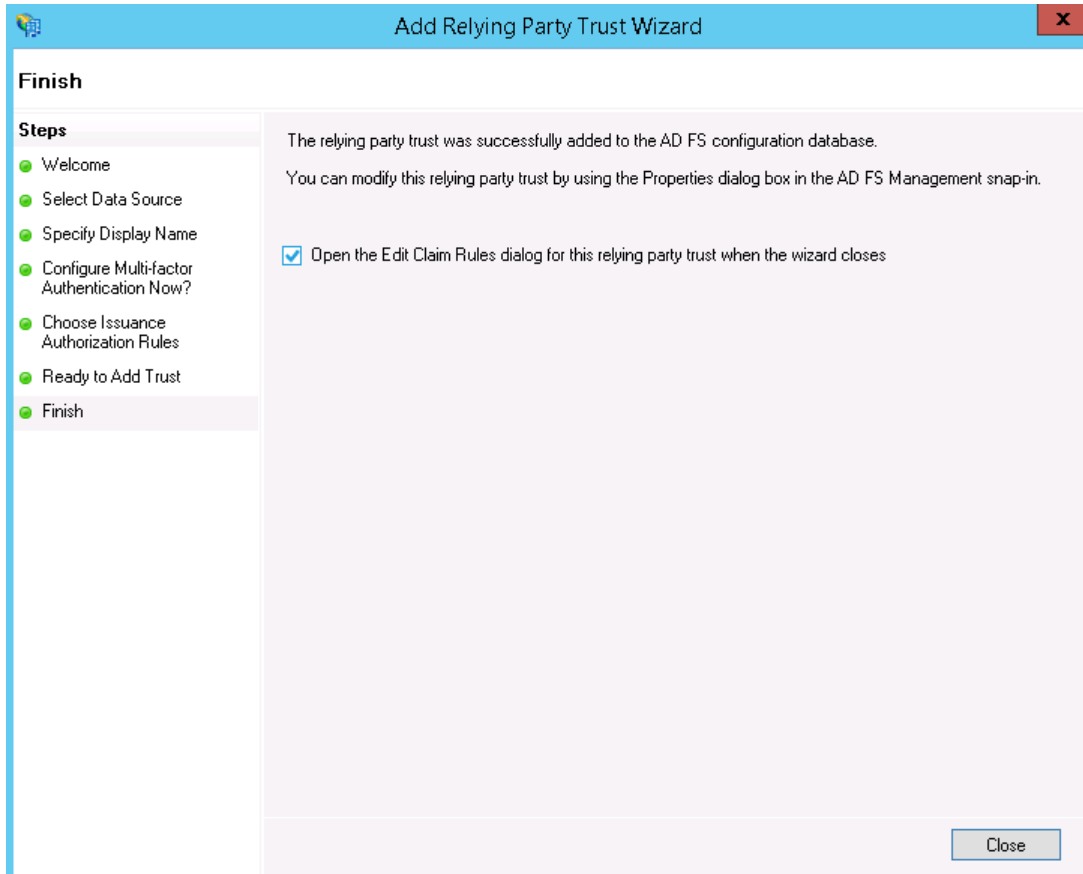 Add Relying Party Trust Wizard
x
Finish
Steps
Welcome
Select Data Source
Specify Display Name
Configure Multi-factor
Authentication Now?
Choose Issuance
Authorization Rules
Ready to Add Trust
Finish
The relying party trust was successfully added to the AD FS configuration database.
You can modify this relying party trust by using the Properties dialog box in the AD FS Management snap-in.
Open the Edit Claim Rules dialog for this relying party trust when the wizard closes
Close